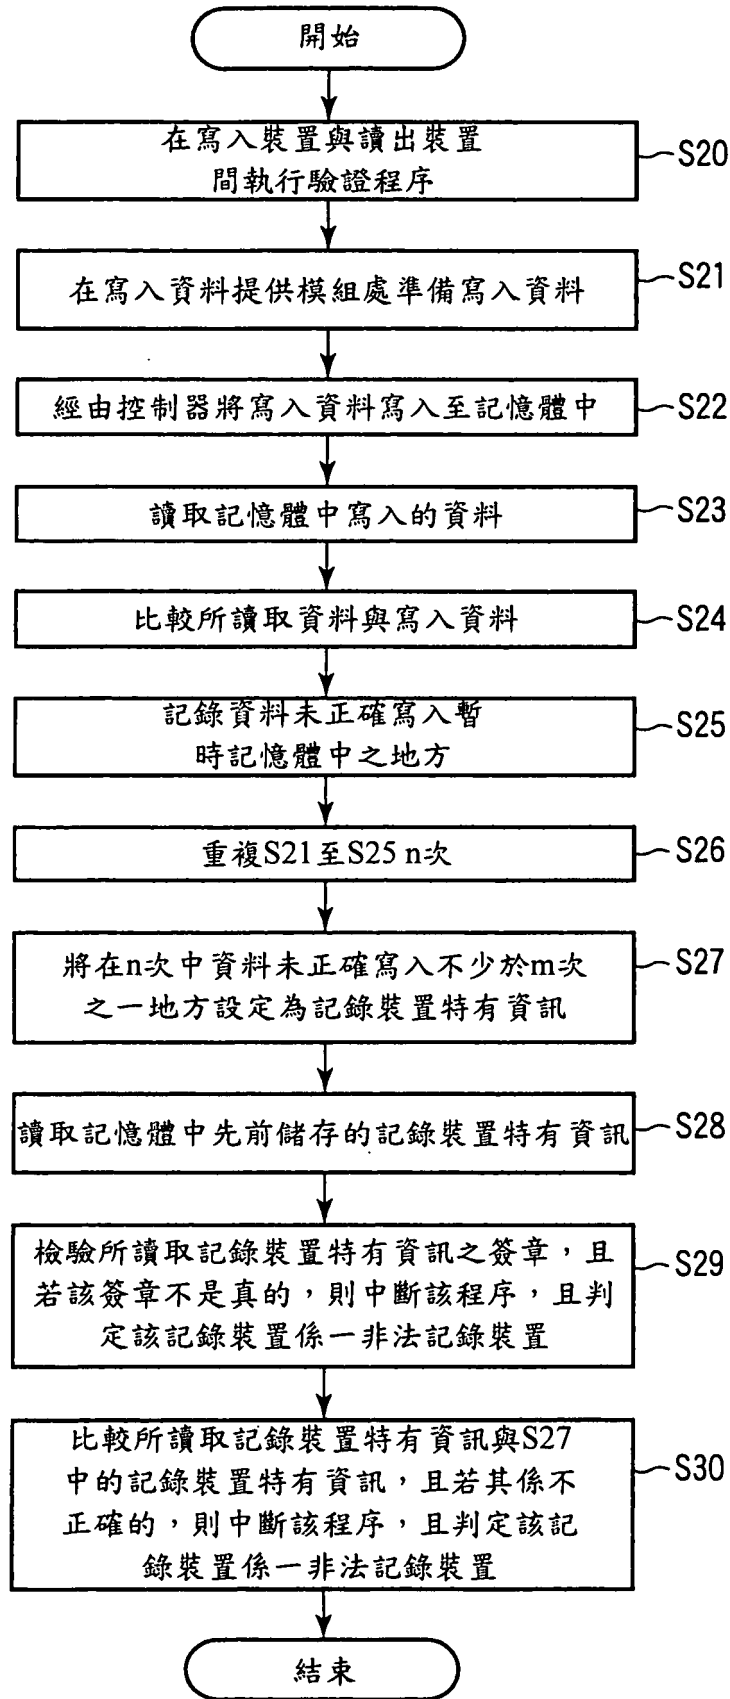 開始
在寫入裝置與讀出裝置
間執行驗證程序
S20
在寫入資料提供模組處準備寫入資料
S21
經由控制器將寫入資料寫入至記憶體中
S22
讀取記憶體中寫入的資料
S23
比較所讀取資料與寫入資料
S24
記錄資料未正確寫入暫
時記憶體中之地方
S25
重複S21至S25 n次
S26
將在n次中資料未正確寫入不少於m次
之一地方設定為記錄裝置特有資訊
S27
讀取記憶體中先前儲存的記錄裝置特有資訊
S28
檢驗所讀取記錄裝置特有資訊之簽章，且
若該簽章不是真的，則中斷該程序，且判
定該記錄裝置係一非法記錄裝置
S29
比較所讀取記錄裝置特有資訊與S27
中的記錄裝置特有資訊，且若其係不
正確的，則中斷該程序，且判定該記
錄裝置係一非法記錄裝置
S30
結束